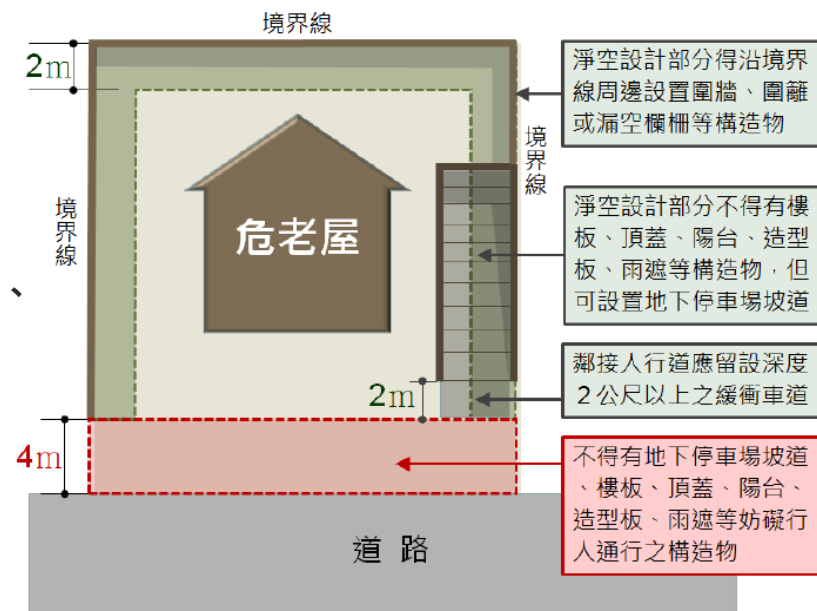 境界線
2m
淨空設計部分得沿境界
線周邊設置圍牆、圍籬
或漏空欄柵等構造物
境界線
境界線
危老屋
淨空設計部分不得有樓
板、頂蓋、陽台、造型
板、雨遮等構造物，但
可設置地下停車場坡道
、
2m
鄰接人行道應留設深度
2公尺以上之緩衝車道
4m
不得有地下停車場坡道
、樓板、頂蓋、陽台、
造型板、雨遮等妨礙行
人通行之構造物
道 路